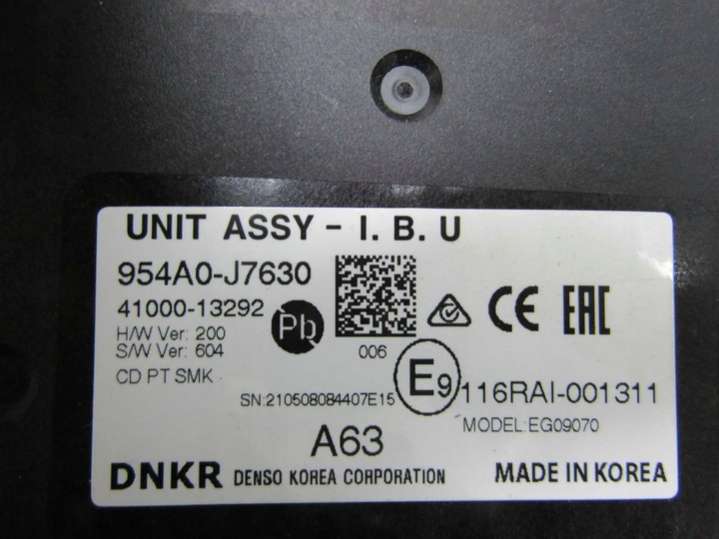 UNIT ASSY - I. B. U
954A0-J7630
41000-13292
Pb
H/W Ver: 200
S/W Ver: 604
006
CE
EAC
CD PT SMK
SN:210508084407E15
E9
116RAI-001311
MODEL:EG09070
A63
DNKR DENSO KOREA CORPORATION
MADE IN KOREA